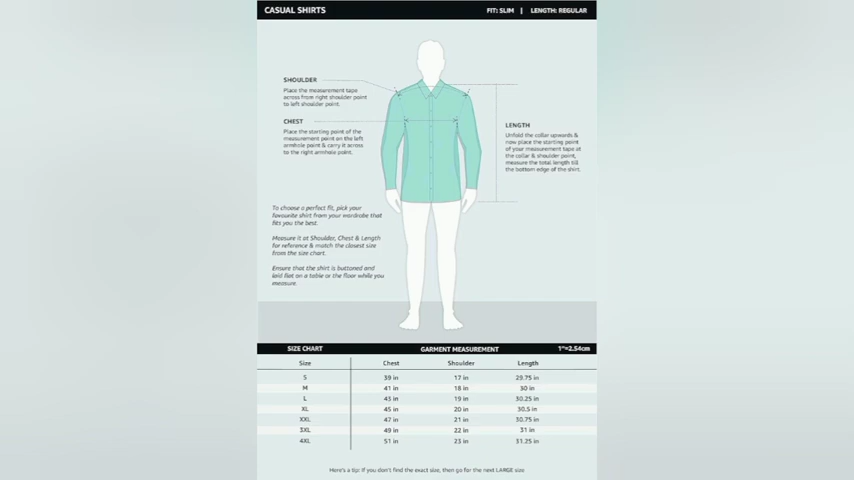 CASUAL SHIRTS
FIT: SLIM | LENGTH: REGULAR
SHOULDER
Place the measurement tape
across from right shoulder point
to left shoulder point.
CHEST
Place the starting point of the
measurement point on the left
armhole point & carry it across
to the right armhole point.
LENGTH
Unfold the collar upwards &
now place the starting point
of your measurement tape at
the collar & shoulder point,
measure the total length till
the bottom edge of the shirt.
To choose a perfect fit, pick your
favourite shirt from your wardrobe that
fits you the best.
Measure it at Shoulder, Chest & Length
for reference & match the closest size
from the size chart.
Ensure that the shirt is buttoned and
laid flat on a table or the floor while you
measure.
SIZE CHART GARMENT MEASUREMENT 1"=2.54cm
Size Chest Shoulder Length
S 39 in 17 in 29.75 in
M 41 in 18 in 30 in
L 43 in 19 in 30.25 in
XL 45 in 20 in 30.5 in
XXL 47 in 21 in 30.75 in
3XL 49 in 22 in 31 in
4XL 51 in 23 in 31.25 in
Here's a tip: If you don't find the exact size, then go for the next LARGE size